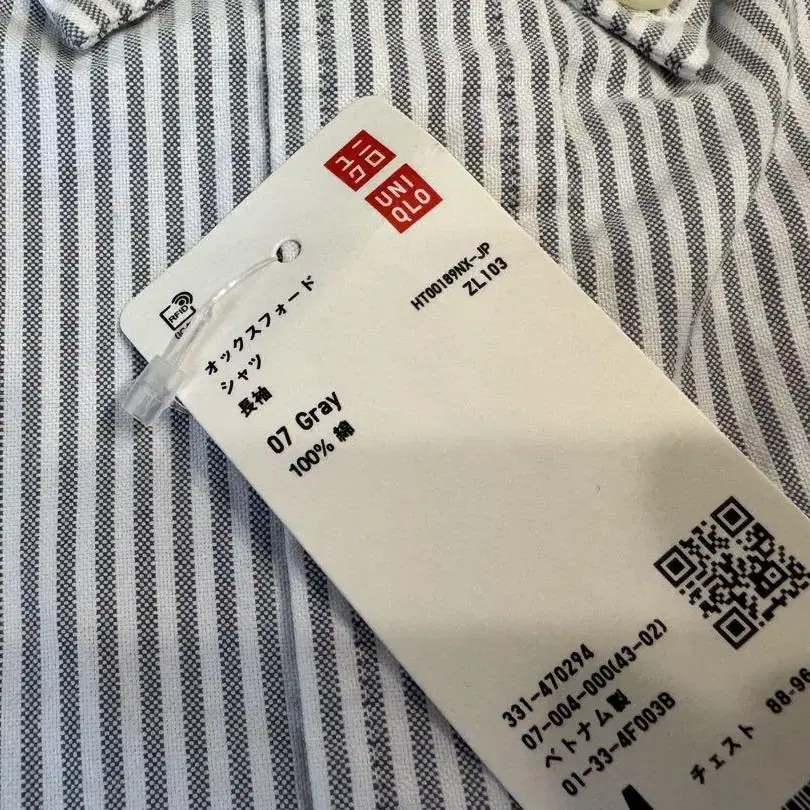 ユニクロ
UNI
QLO
HT00189NX-JP
ZL103
RFID
オックスフォード
シャツ
長袖
07 Gray
100% 綿
331-470294
07-004-000(43-02)
ベトナム製
01-33-4F003B
チェスト 88-96